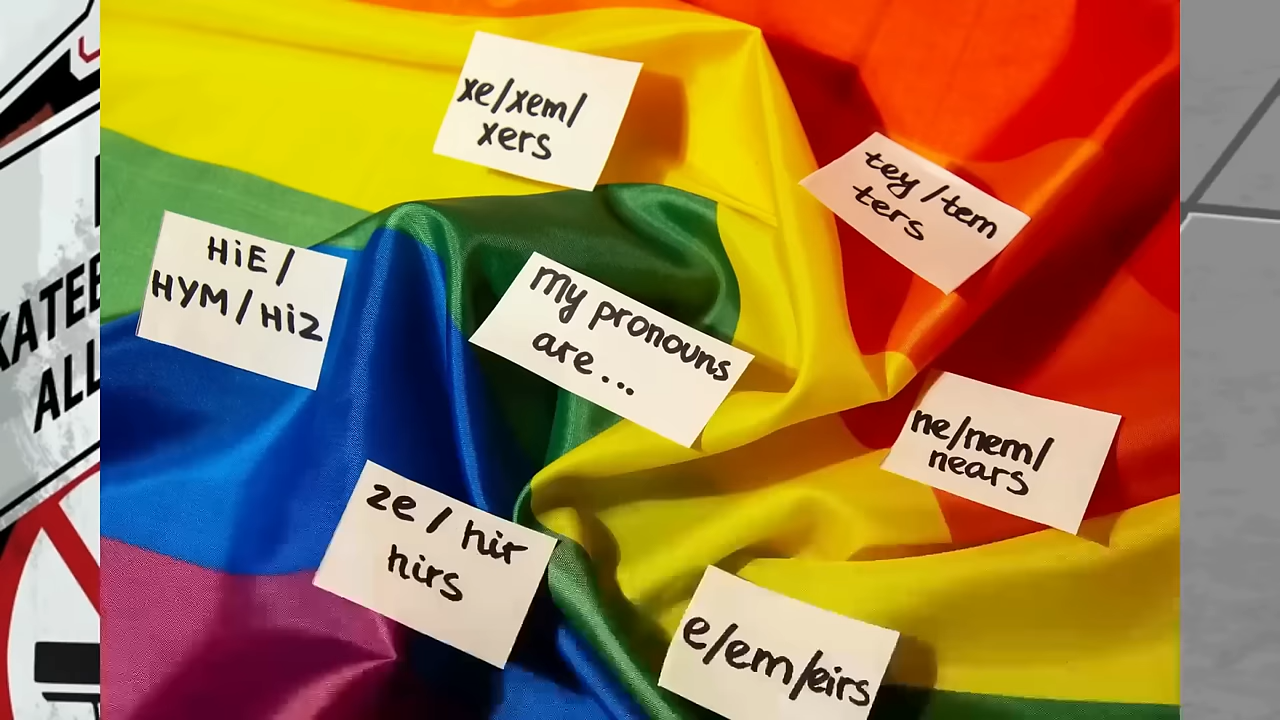 xe/xem/
xers
tey/tem
ters
HiE/
HYM/HiZ
My pronouns
are...
ne/nem/
nears
ze/hir
hirs
e/em/eirs
ALL